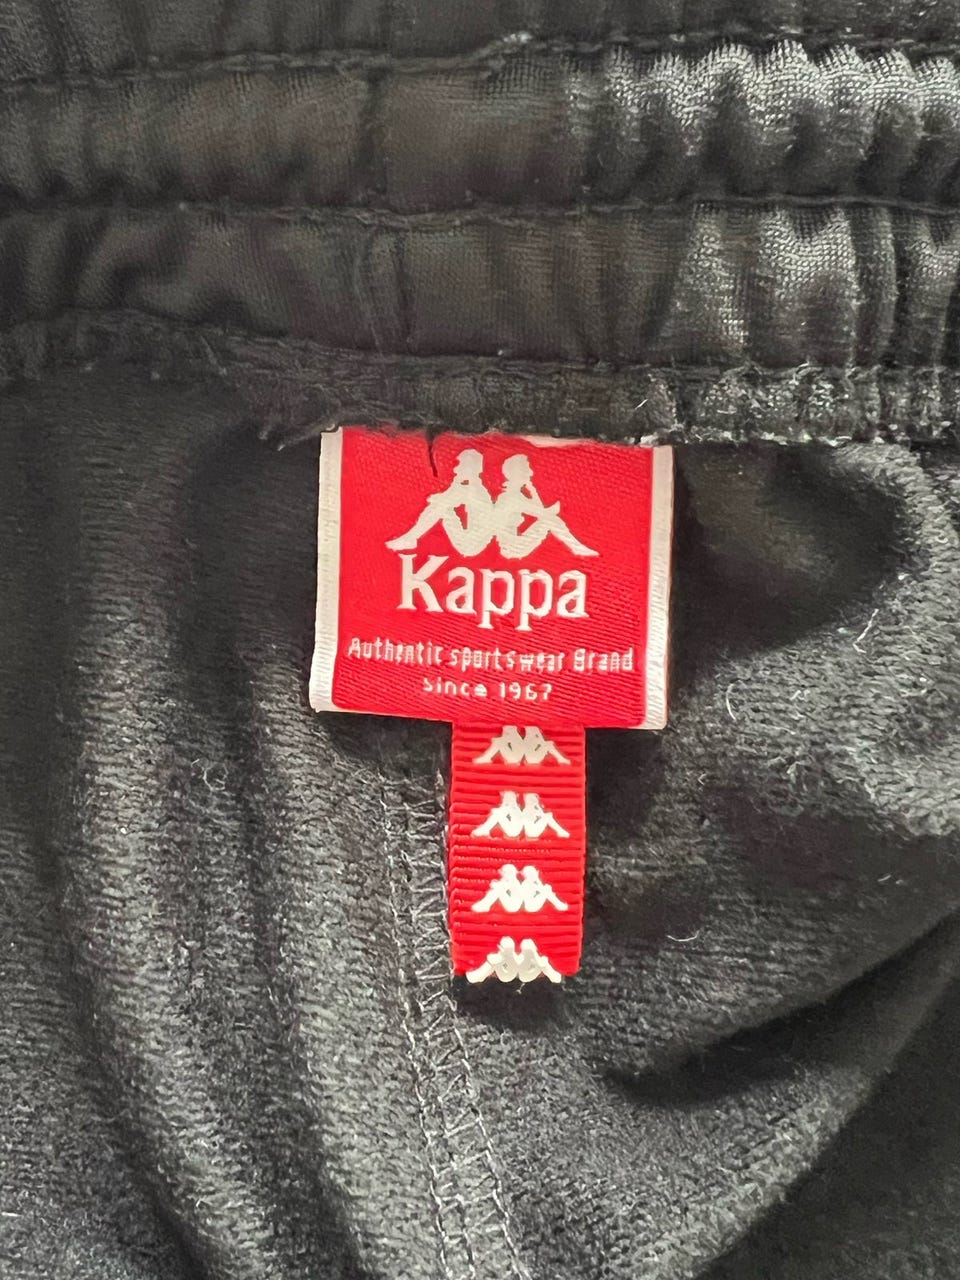 Kappa
Authentic sportswear Brand
Since 1967